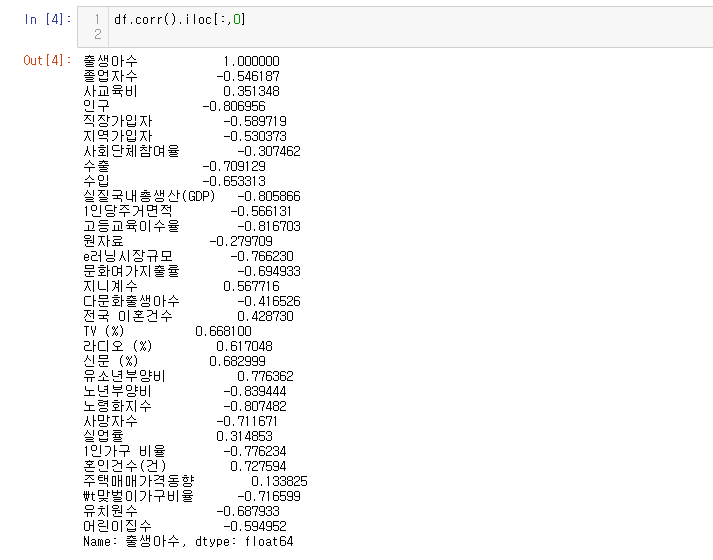 In [4]:
1 df.corr().iloc[:,0]
2
Out[4]:
출생아수 1.000000
졸업자수 -0.546187
사교육비 0.351348
인구 -0.806956
직장가입자 -0.589719
지역가입자 -0.530373
사회단체참여율 -0.307462
수출 -0.709129
수입 -0.653313
실질국내총생산(GDP) -0.805866
1인당주거면적 -0.566131
고등교육이수율 -0.816703
원자료 -0.279709
e러닝시장규모 -0.766230
문화여가지출률 -0.694933
지니계수 0.567716
다문화출생아수 -0.416526
전국 이혼건수 0.428730
TV (%) 0.668100
라디오 (%) 0.617048
신문 (%) 0.682999
유소년부양비 0.776362
노년부양비 -0.839444
노령화지수 -0.807482
사망자수 -0.711671
실업률 0.314853
1인가구 비율 -0.776234
혼인건수(건) 0.727594
주택매매가격동향 0.133825
\t맞벌이가구비율 -0.716599
유치원수 -0.687933
어린이집수 -0.594952
Name: 출생아수, dtype: float64